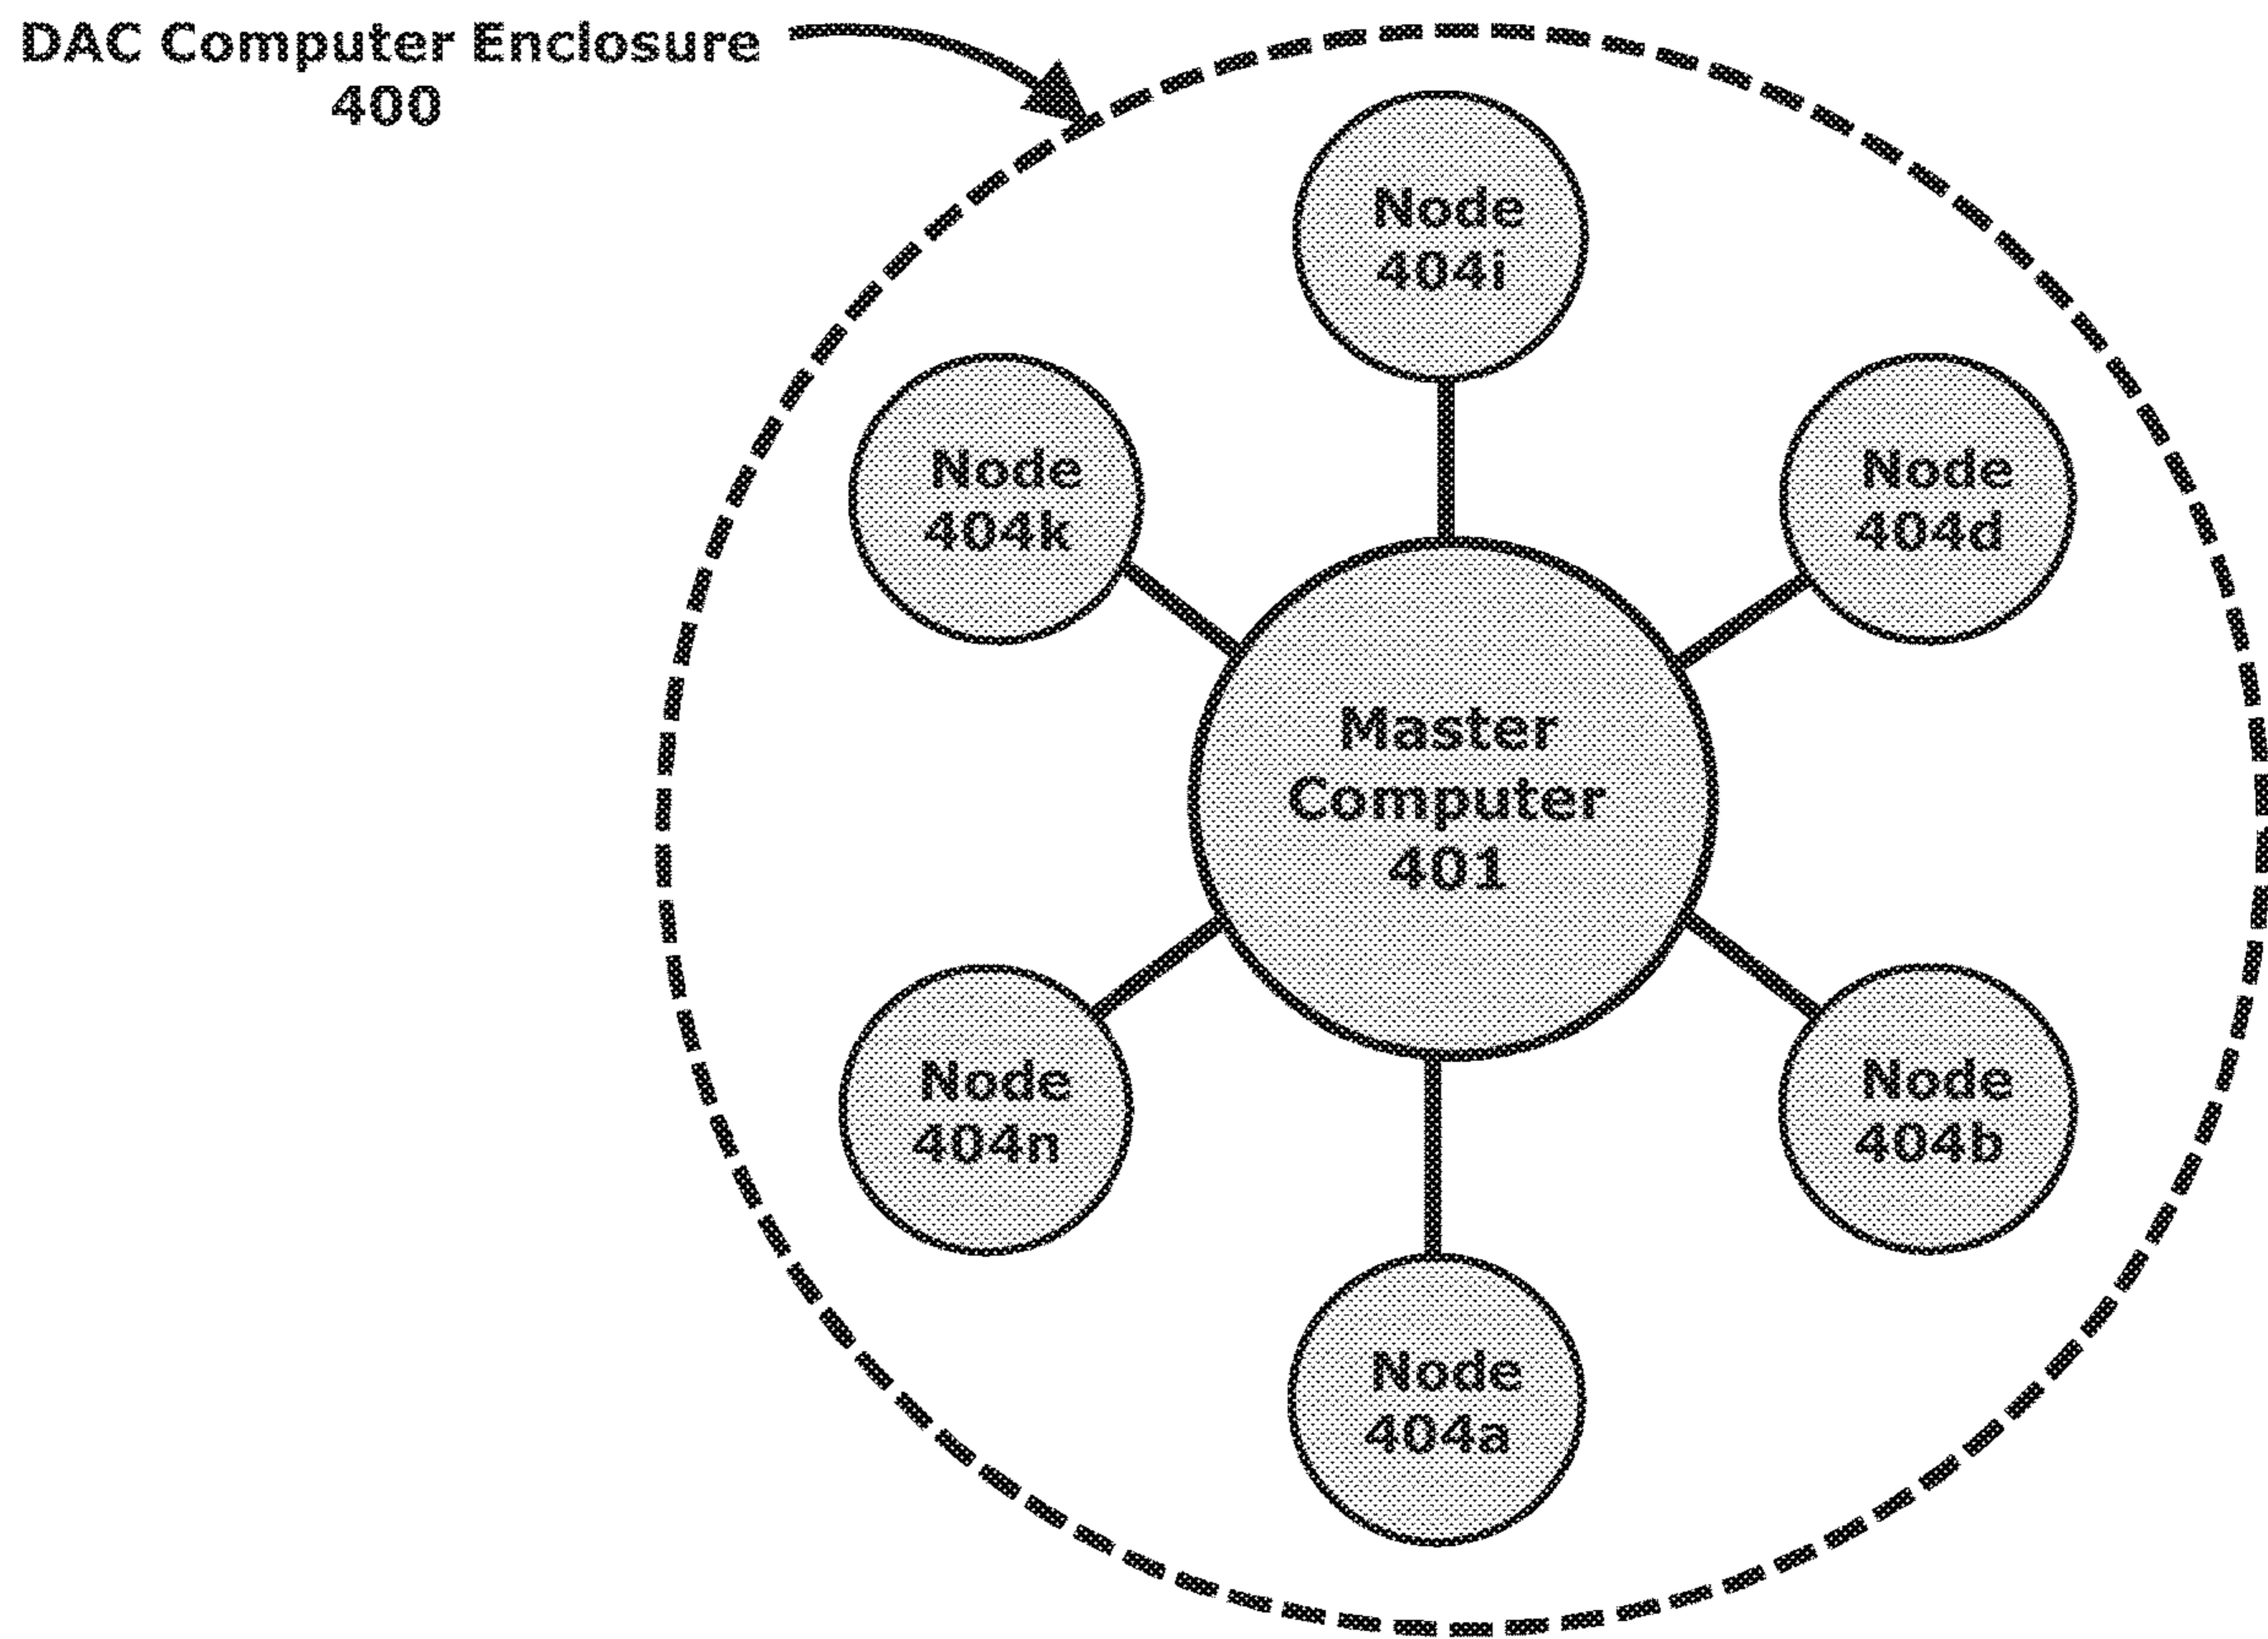 DAC Computer Enclosure
400
Node
404i
Node
404k
Node
404d
Master
Computer
401
Node
404n
Node
404b
Node
404a